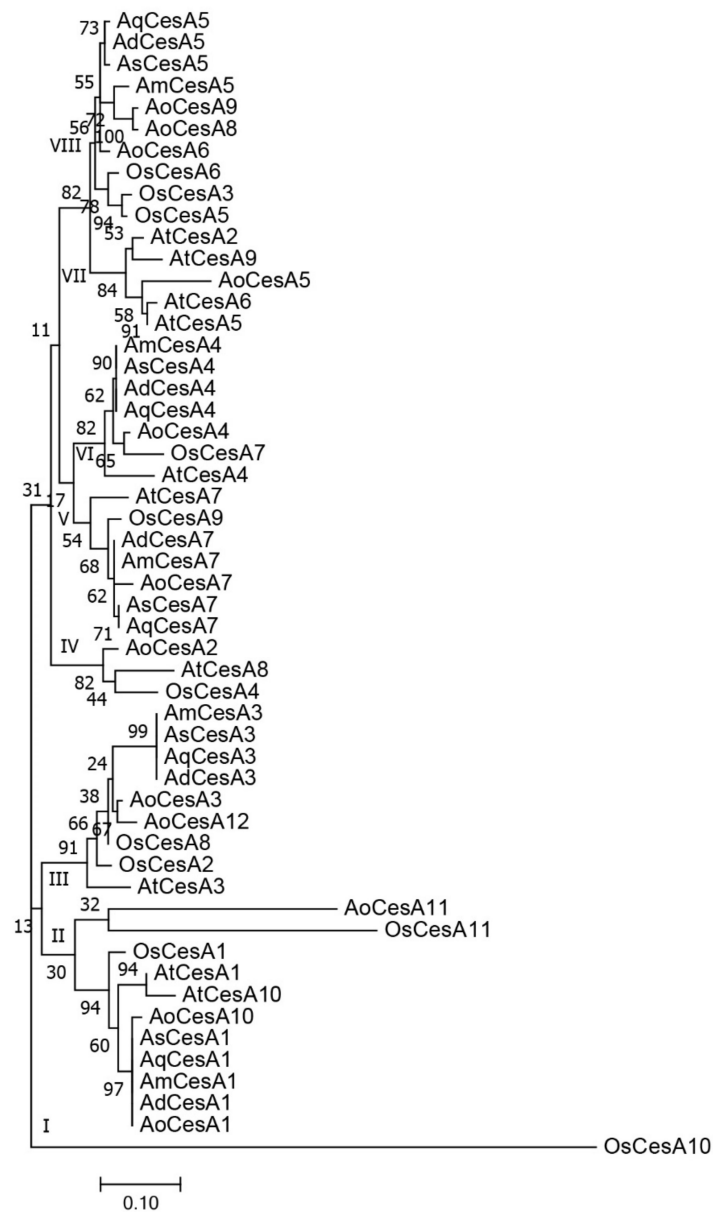 73
AqCesA5
AdCesA5
AsCesA5
55
AmCesA5
AoCesA9
72
56
AoCesA8
100
VIII
AoCesA6
OsCesA6
82
OsCesA3
78
OsCesA5
94
53
AtCesA2
AtCesA9
VII
AoCesA5
84
AtCesA6
58
AtCesA5
91
11
AmCesA4
90
AsCesA4
AdCesA4
62
AqCesA4
82
AoCesA4
VI
65
OsCesA7
AtCesA4
31
17
AtCesA7
V
OsCesA9
54
AdCesA7
68
AmCesA7
AoCesA7
62
AsCesA7
AqCesA7
71
IV
AoCesA2
AtCesA8
82
44
OsCesA4
AmCesA3
99
AsCesA3
AqCesA3
24
AdCesA3
38
AoCesA3
66
67
AoCesA12
OsCesA8
91
OsCesA2
III
AtCesA3
32
AoCesA11
13
II
OsCesA11
30
OsCesA1
94
AtCesA1
AtCesA10
94
AoCesA10
60
AsCesA1
AqCesA1
97
AmCesA1
AdCesA1
I
AoCesA1
OsCesA10
0.10